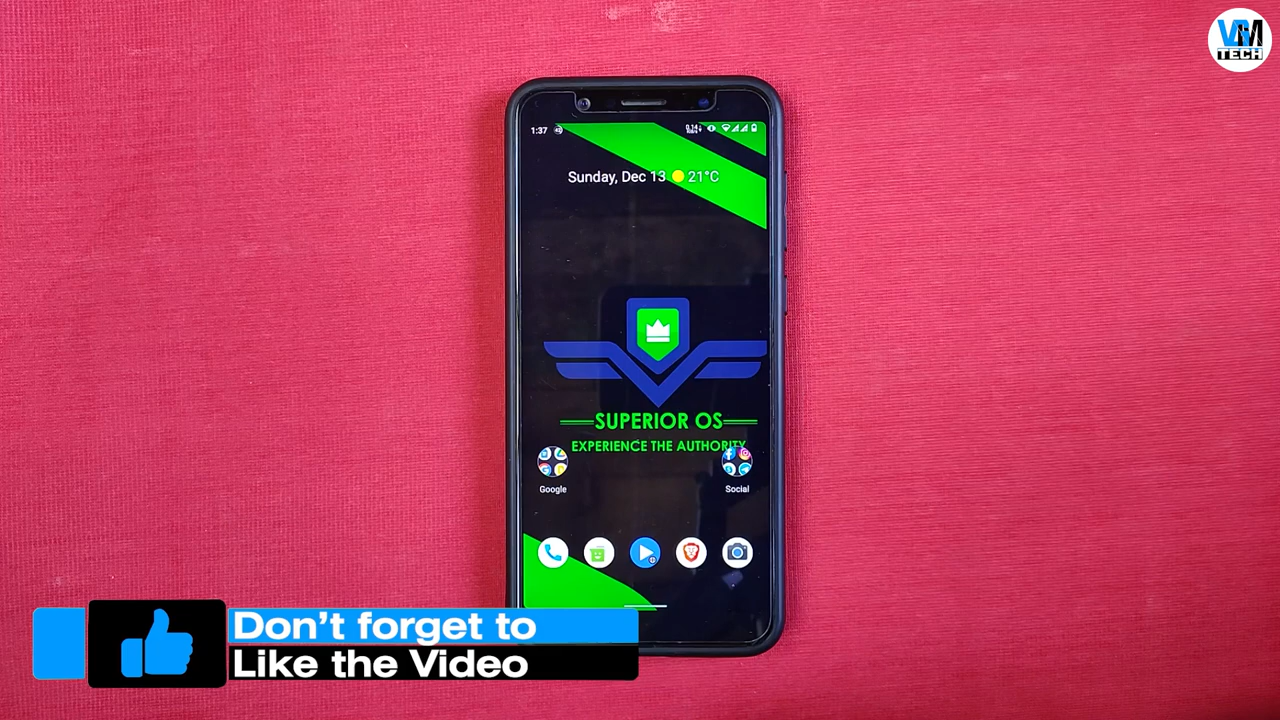 VGM
TECH
1:37
Sunday, Dec 13 21°C
SUPERIOR OS
EXPERIENCE THE AUTHORITY
Google
Social
Don't forget to
Like the Video